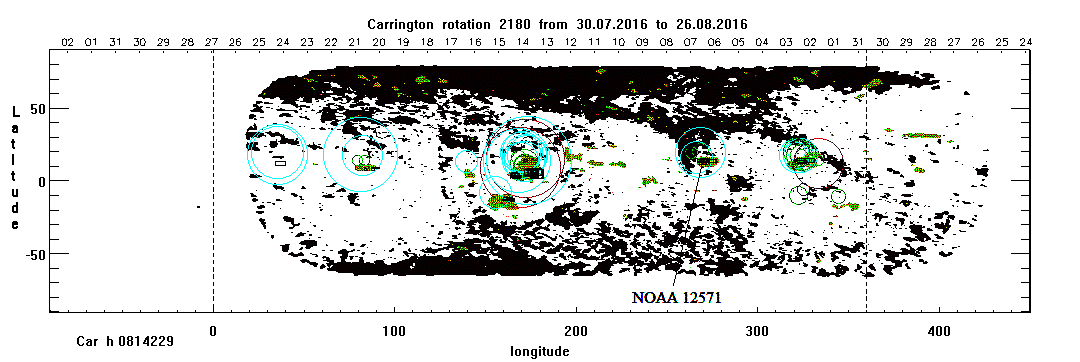 Carrington rotation 2180 from 30.07.2016 to 26.08.2016
02 01 31 30 29 28 27 26 25 24 23 22 21 20 19 18 17 16 15 14 13 12 11 10 09 08 07 06 05 04 03 02 01 31 30 29 28 27 26 25 24
Latitude
50
0
-50
NOAA 12571
0 100 200 300 400
Car h 0814229
longitude